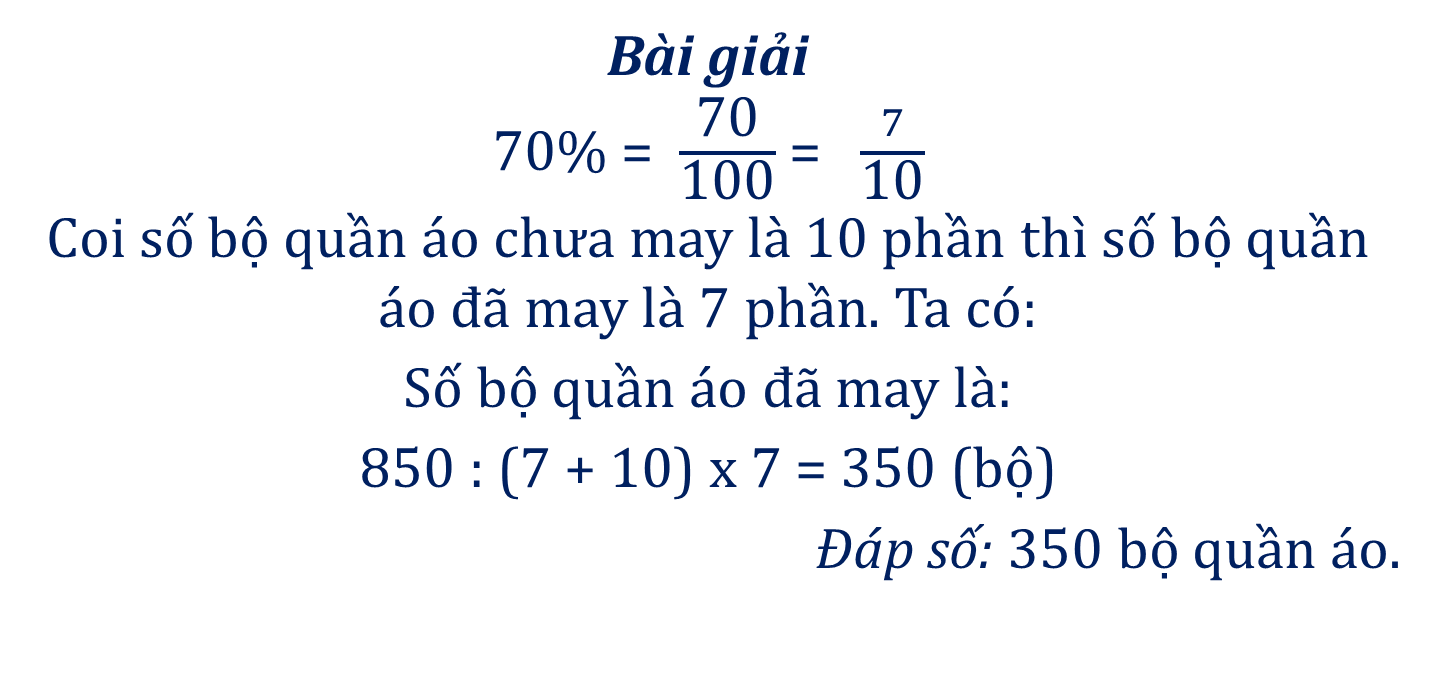 Bài giải
70% = 70/100 = 7/10
Coi số bộ quần áo chưa may là 10 phần thì số bộ quần
áo đã may là 7 phần. Ta có:
Số bộ quần áo đã may là:
850 : (7 + 10) x 7 = 350 (bộ)
Đáp số: 350 bộ quần áo.